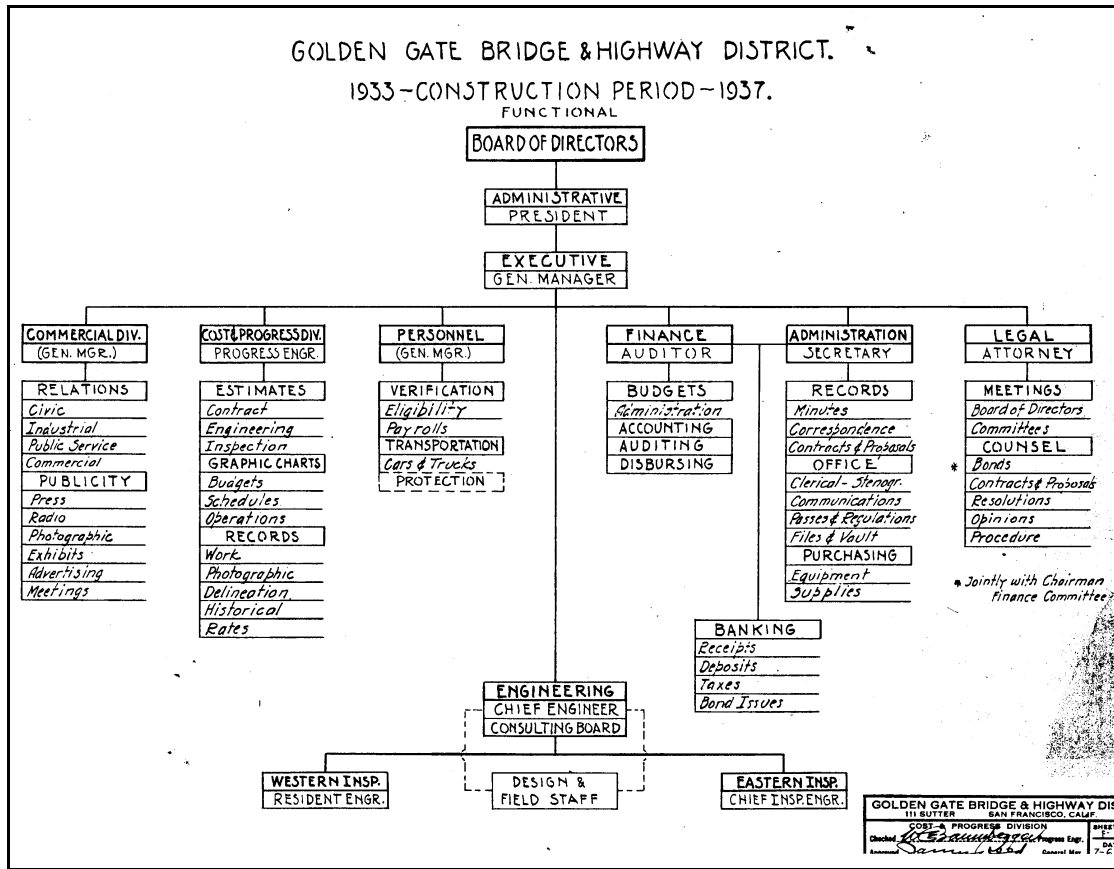 GOLDEN GATE BRIDGE & HIGHWAY DISTRICT.
1933-CONSTRUCTION PERIOD-1937.
FUNCTIONAL
BOARD OF DIRECTORS
ADMINISTRATIVE
PRESIDENT
EXECUTIVE
GEN. MANAGER
COMMERCIAL DIV.
(GEN. MGR.)
RELATIONS
Civic
Industrial
Public Service
Commercial
PUBLICITY
Press
Radio
Photographic
Exhibits
Advertising
Meetings
COST & PROGRESS DIV.
PROGRESS ENGR.
ESTIMATES
Contract
Engineering
Inspection
GRAPHIC CHARTS
Budgets
Schedules
Operations
RECORDS
Work
Photographic
Delineation
Historical
Rates
PERSONNEL
(GEN. MGR.)
VERIFICATION
Eligibility
Payrolls
TRANSPORTATION
Cars & Trucks
PROTECTION
FINANCE
AUDITOR
BUDGETS
Administration
ACCOUNTING
AUDITING
DISBURSING
ADMINISTRATION
SECRETARY
RECORDS
Minutes
Correspondence
Contracts & Proposals
OFFICE
Clerical - Stenogr.
Communications
Passes & Regulations
Files & Vault
PURCHASING
Equipment
Supplies
LEGAL
ATTORNEY
MEETINGS
Board of Directors
Committees
COUNSEL
* Bonds
Contracts & Proposals
Resolutions
Opinions
Procedure
* Jointly with Chairman
Finance Committee
BANKING
Receipts
Deposits
Taxes
Bond Issues
ENGINEERING
CHIEF ENGINEER
CONSULTING BOARD
WESTERN INSP.
RESIDENT ENGR.
DESIGN &
FIELD STAFF
EASTERN INSP.
CHIEF INSP. ENGR.
GOLDEN GATE BRIDGE & HIGHWAY DIS
111 SUTTER SAN FRANCISCO, CALIF.
COST & PROGRESS DIVISION
Checked Progress Engr.
Approved General Mgr.
SHEET
DA